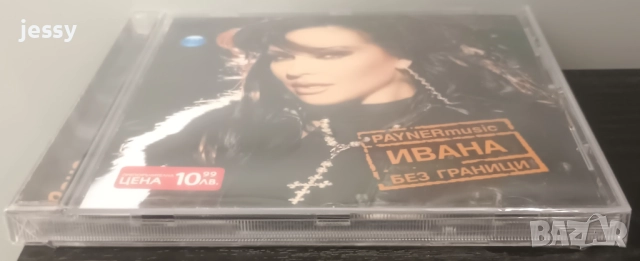 jessy
PAYNERmusic
ИВАНА
БЕЗ ГРАНИЦИ
ЦЕНА 10 99 ЛВ.
BAZAR